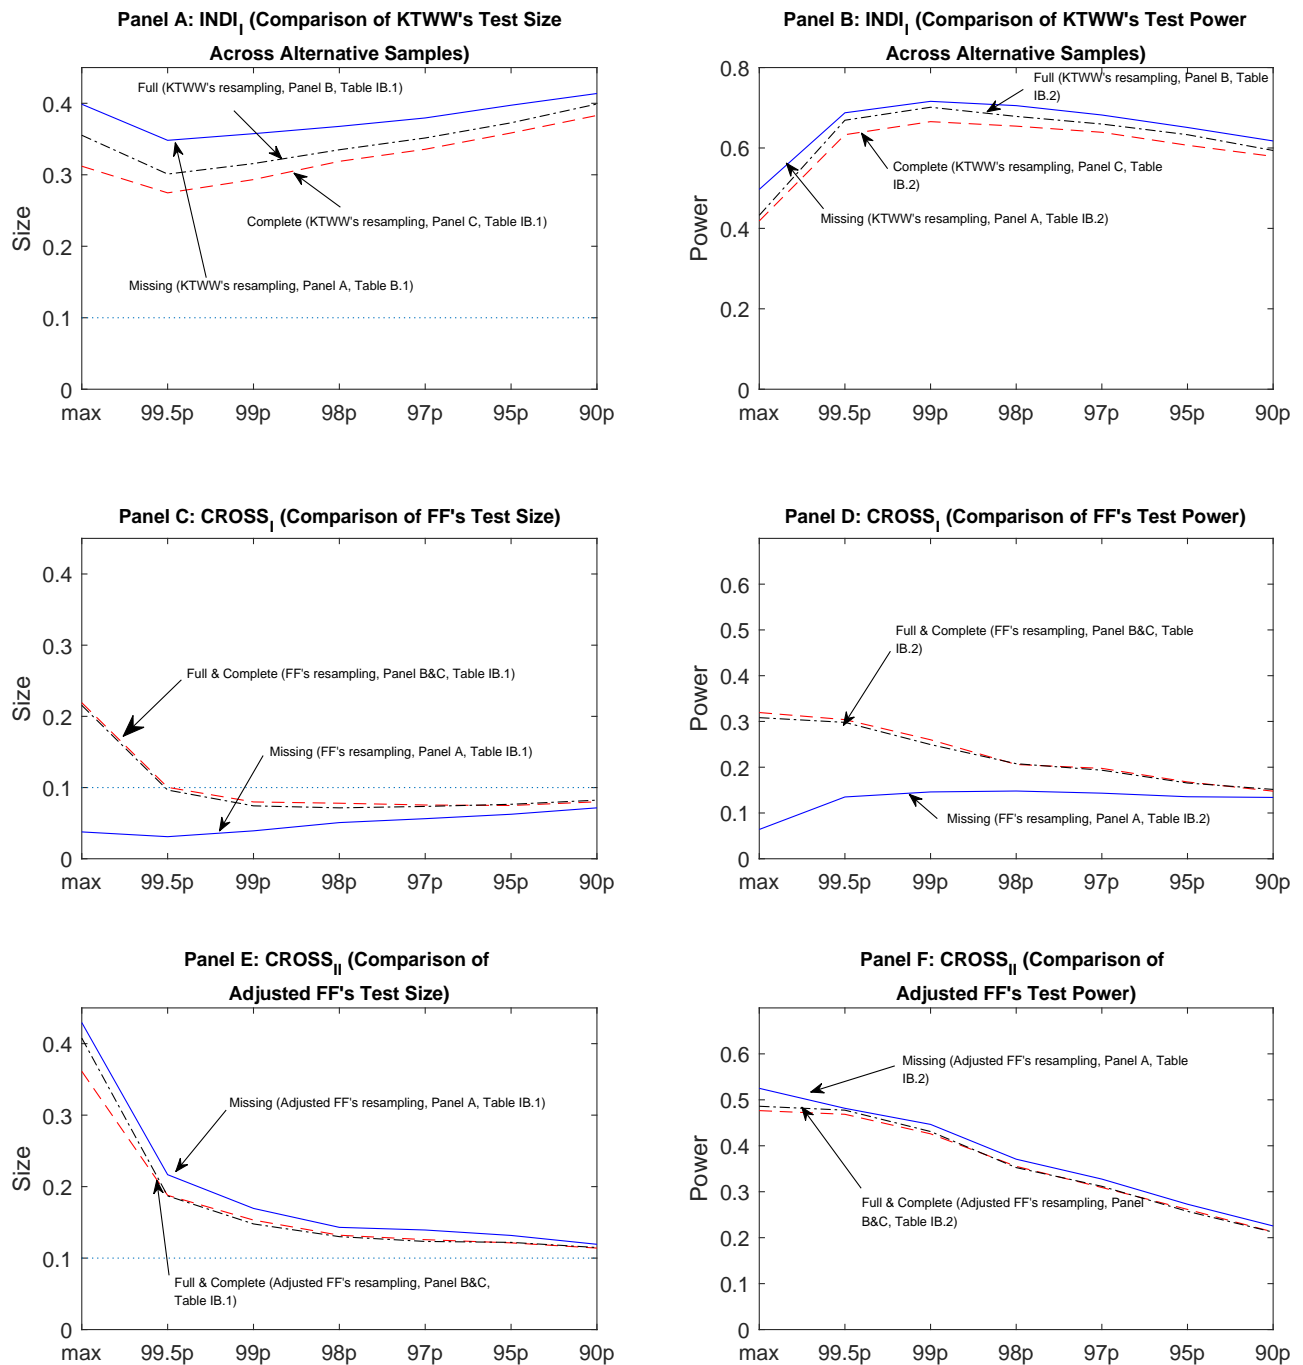 Panel A: INDI_I (Comparison of KTWW's Test Size
Across Alternative Samples)
Size
0.4
0.3
0.2
0.1
0
Full (KTWW's resampling, Panel B, Table IB.1)
Complete (KTWW's resampling, Panel C, Table IB.1)
Missing (KTWW's resampling, Panel A, Table B.1)
max 99.5p 99p 98p 97p 95p 90p
Panel B: INDI_I (Comparison of KTWW's Test Power
Across Alternative Samples)
Power
0.8
0.6
0.4
0.2
0
Full (KTWW's resampling, Panel B, Table
IB.2)
Complete (KTWW's resampling, Panel C, Table
IB.2)
Missing (KTWW's resampling, Panel A, Table IB.2)
max 99.5p 99p 98p 97p 95p 90p
Panel C: CROSS_I (Comparison of FF's Test Size)
Size
0.4
0.3
0.2
0.1
0
Full & Complete (FF's resampling, Panel B&C, Table IB.1)
Missing (FF's resampling, Panel A, Table IB.1)
max 99.5p 99p 98p 97p 95p 90p
Panel D: CROSS_I (Comparison of FF's Test Power)
Power
0.6
0.5
0.4
0.3
0.2
0.1
0
Full & Complete (FF's resampling, Panel B&C, Table
IB.2)
Missing (FF's resampling, Panel A, Table IB.2)
max 99.5p 99p 98p 97p 95p 90p
Panel E: CROSS_II (Comparison of
Adjusted FF's Test Size)
Size
0.4
0.3
0.2
0.1
0
Missing (Adjusted FF's resampling, Panel A, Table IB.1)
Full & Complete (Adjusted FF's resampling, Panel B&C,
Table IB.1)
max 99.5p 99p 98p 97p 95p 90p
Panel F: CROSS_II (Comparison of
Adjusted FF's Test Power)
Power
0.6
0.5
0.4
0.3
0.2
0.1
0
Missing (Adjusted FF's resampling, Panel A, Table
IB.2)
Full & Complete (Adjusted FF's resampling, Panel
B&C, Table IB.2)
max 99.5p 99p 98p 97p 95p 90p